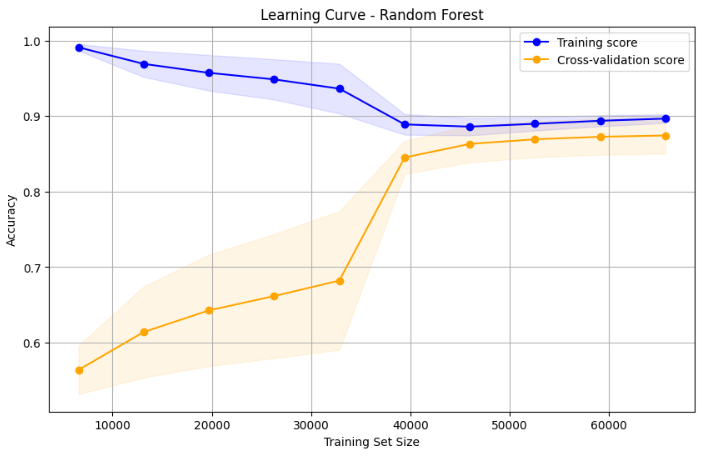 Learning Curve - Random Forest
Training score
Cross-validation score
Accuracy
1.0
0.9
0.8
0.7
0.6
10000 20000 30000 40000 50000 60000
Training Set Size